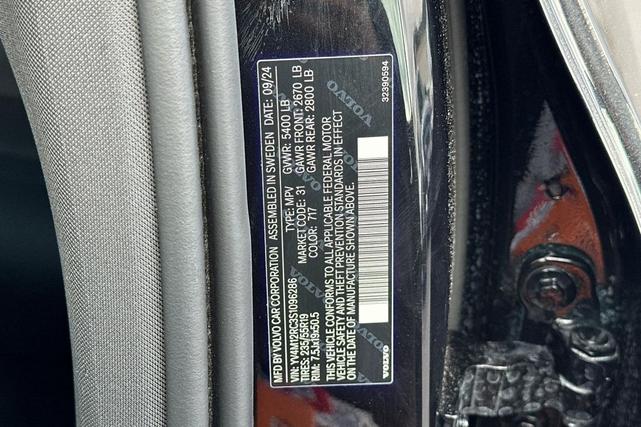 MFD BY VOLVO CAR CORPORATION ASSEMBLED IN SWEDEN DATE: 09/24
VIN: YV4M12RC3S1096286 TYPE: MPV GVWR: 5400 LB
TIRES: 235/55R19 MARKET CODE: 31 GAWR FRONT: 2670 LB
RIM: 7.5Jx19x50.5 COLOR: 717 GAWR REAR: 2800 LB
THIS VEHICLE CONFORMS TO ALL APPLICABLE FEDERAL MOTOR
VEHICLE SAFETY AND THEFT PREVENTION STANDARDS IN EFFECT
ON THE DATE OF MANUFACTURE SHOWN ABOVE.
VOLVO
32390594